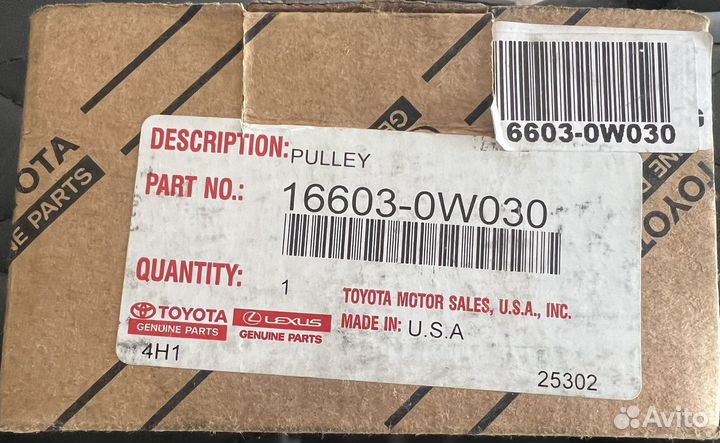 6603-0W030
DESCRIPTION: PULLEY
PART NO.: 16603-0W030
QUANTITY: 1
TOYOTA MOTOR SALES, U.S.A., INC.
MADE IN: U.S.A
TOYOTA
GENUINE PARTS
LEXUS
GENUINE PARTS
4H1
25302
TOYOTA
GENUINE PARTS
TOYOTA
Avito